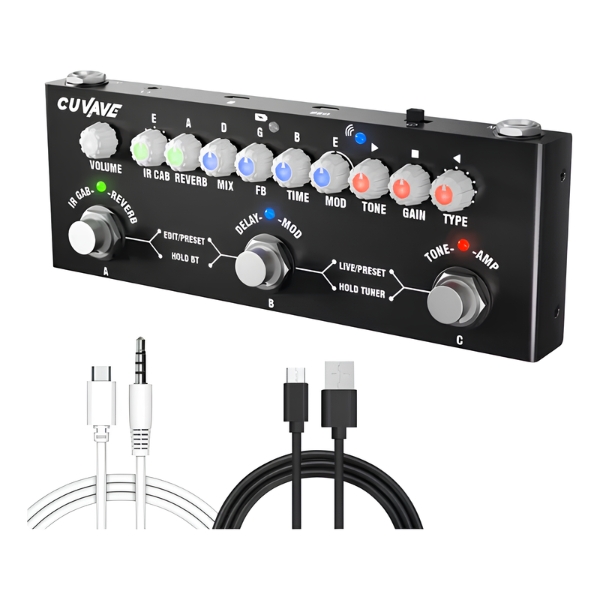 CUVAVE
E A D G B E
VOLUME IR CAB REVERB MIX FB TIME MOD TONE GAIN TYPE
IR GAB- -REVERB
DELAY- -MOD
TONE- -AMP
EDIT/PRESET
HOLD BT
LIVE/PRESET
HOLD TUNER
A
B
C